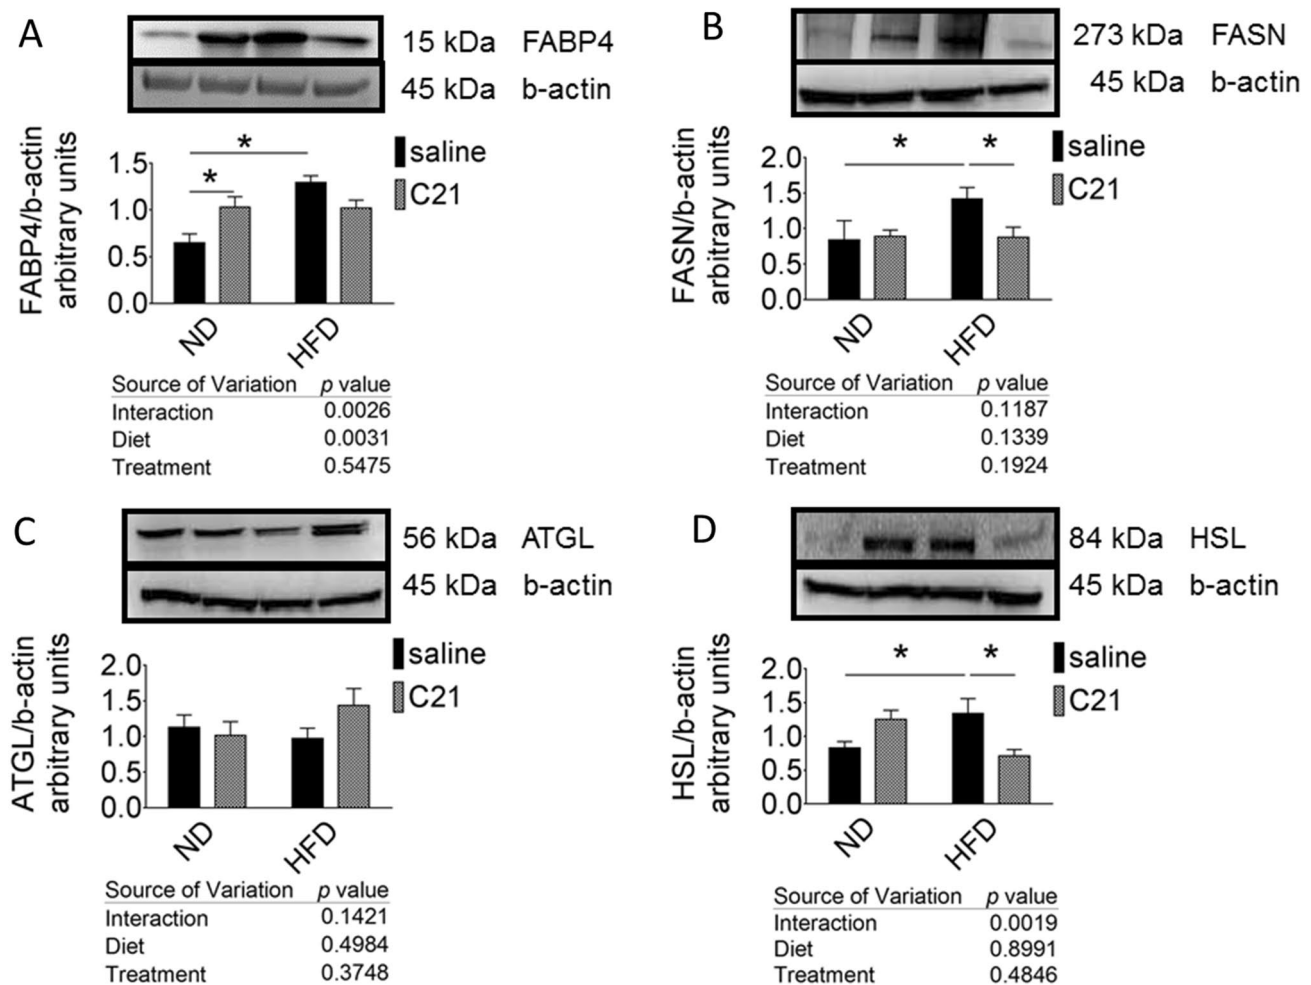 A
15 kDa FABP4
45 kDa b-actin
FABP4/b-actin
arbitrary units
1.5
1.0
0.5
0.0
*
*
saline
C21
ND
HFD
Source of Variation p value
Interaction 0.0026
Diet 0.0031
Treatment 0.5475
B
273 kDa FASN
45 kDa b-actin
FASN/b-actin
arbitrary units
2.0
1.5
1.0
0.5
0.0
*
*
saline
C21
ND
HFD
Source of Variation p value
Interaction 0.1187
Diet 0.1339
Treatment 0.1924
C
56 kDa ATGL
45 kDa b-actin
ATGL/b-actin
arbitrary units
2.0
1.5
1.0
0.5
0.0
saline
C21
ND
HFD
Source of Variation p value
Interaction 0.1421
Diet 0.4984
Treatment 0.3748
D
84 kDa HSL
45 kDa b-actin
HSL/b-actin
arbitrary units
2.0
1.5
1.0
0.5
0.0
*
*
saline
C21
ND
HFD
Source of Variation p value
Interaction 0.0019
Diet 0.8991
Treatment 0.4846